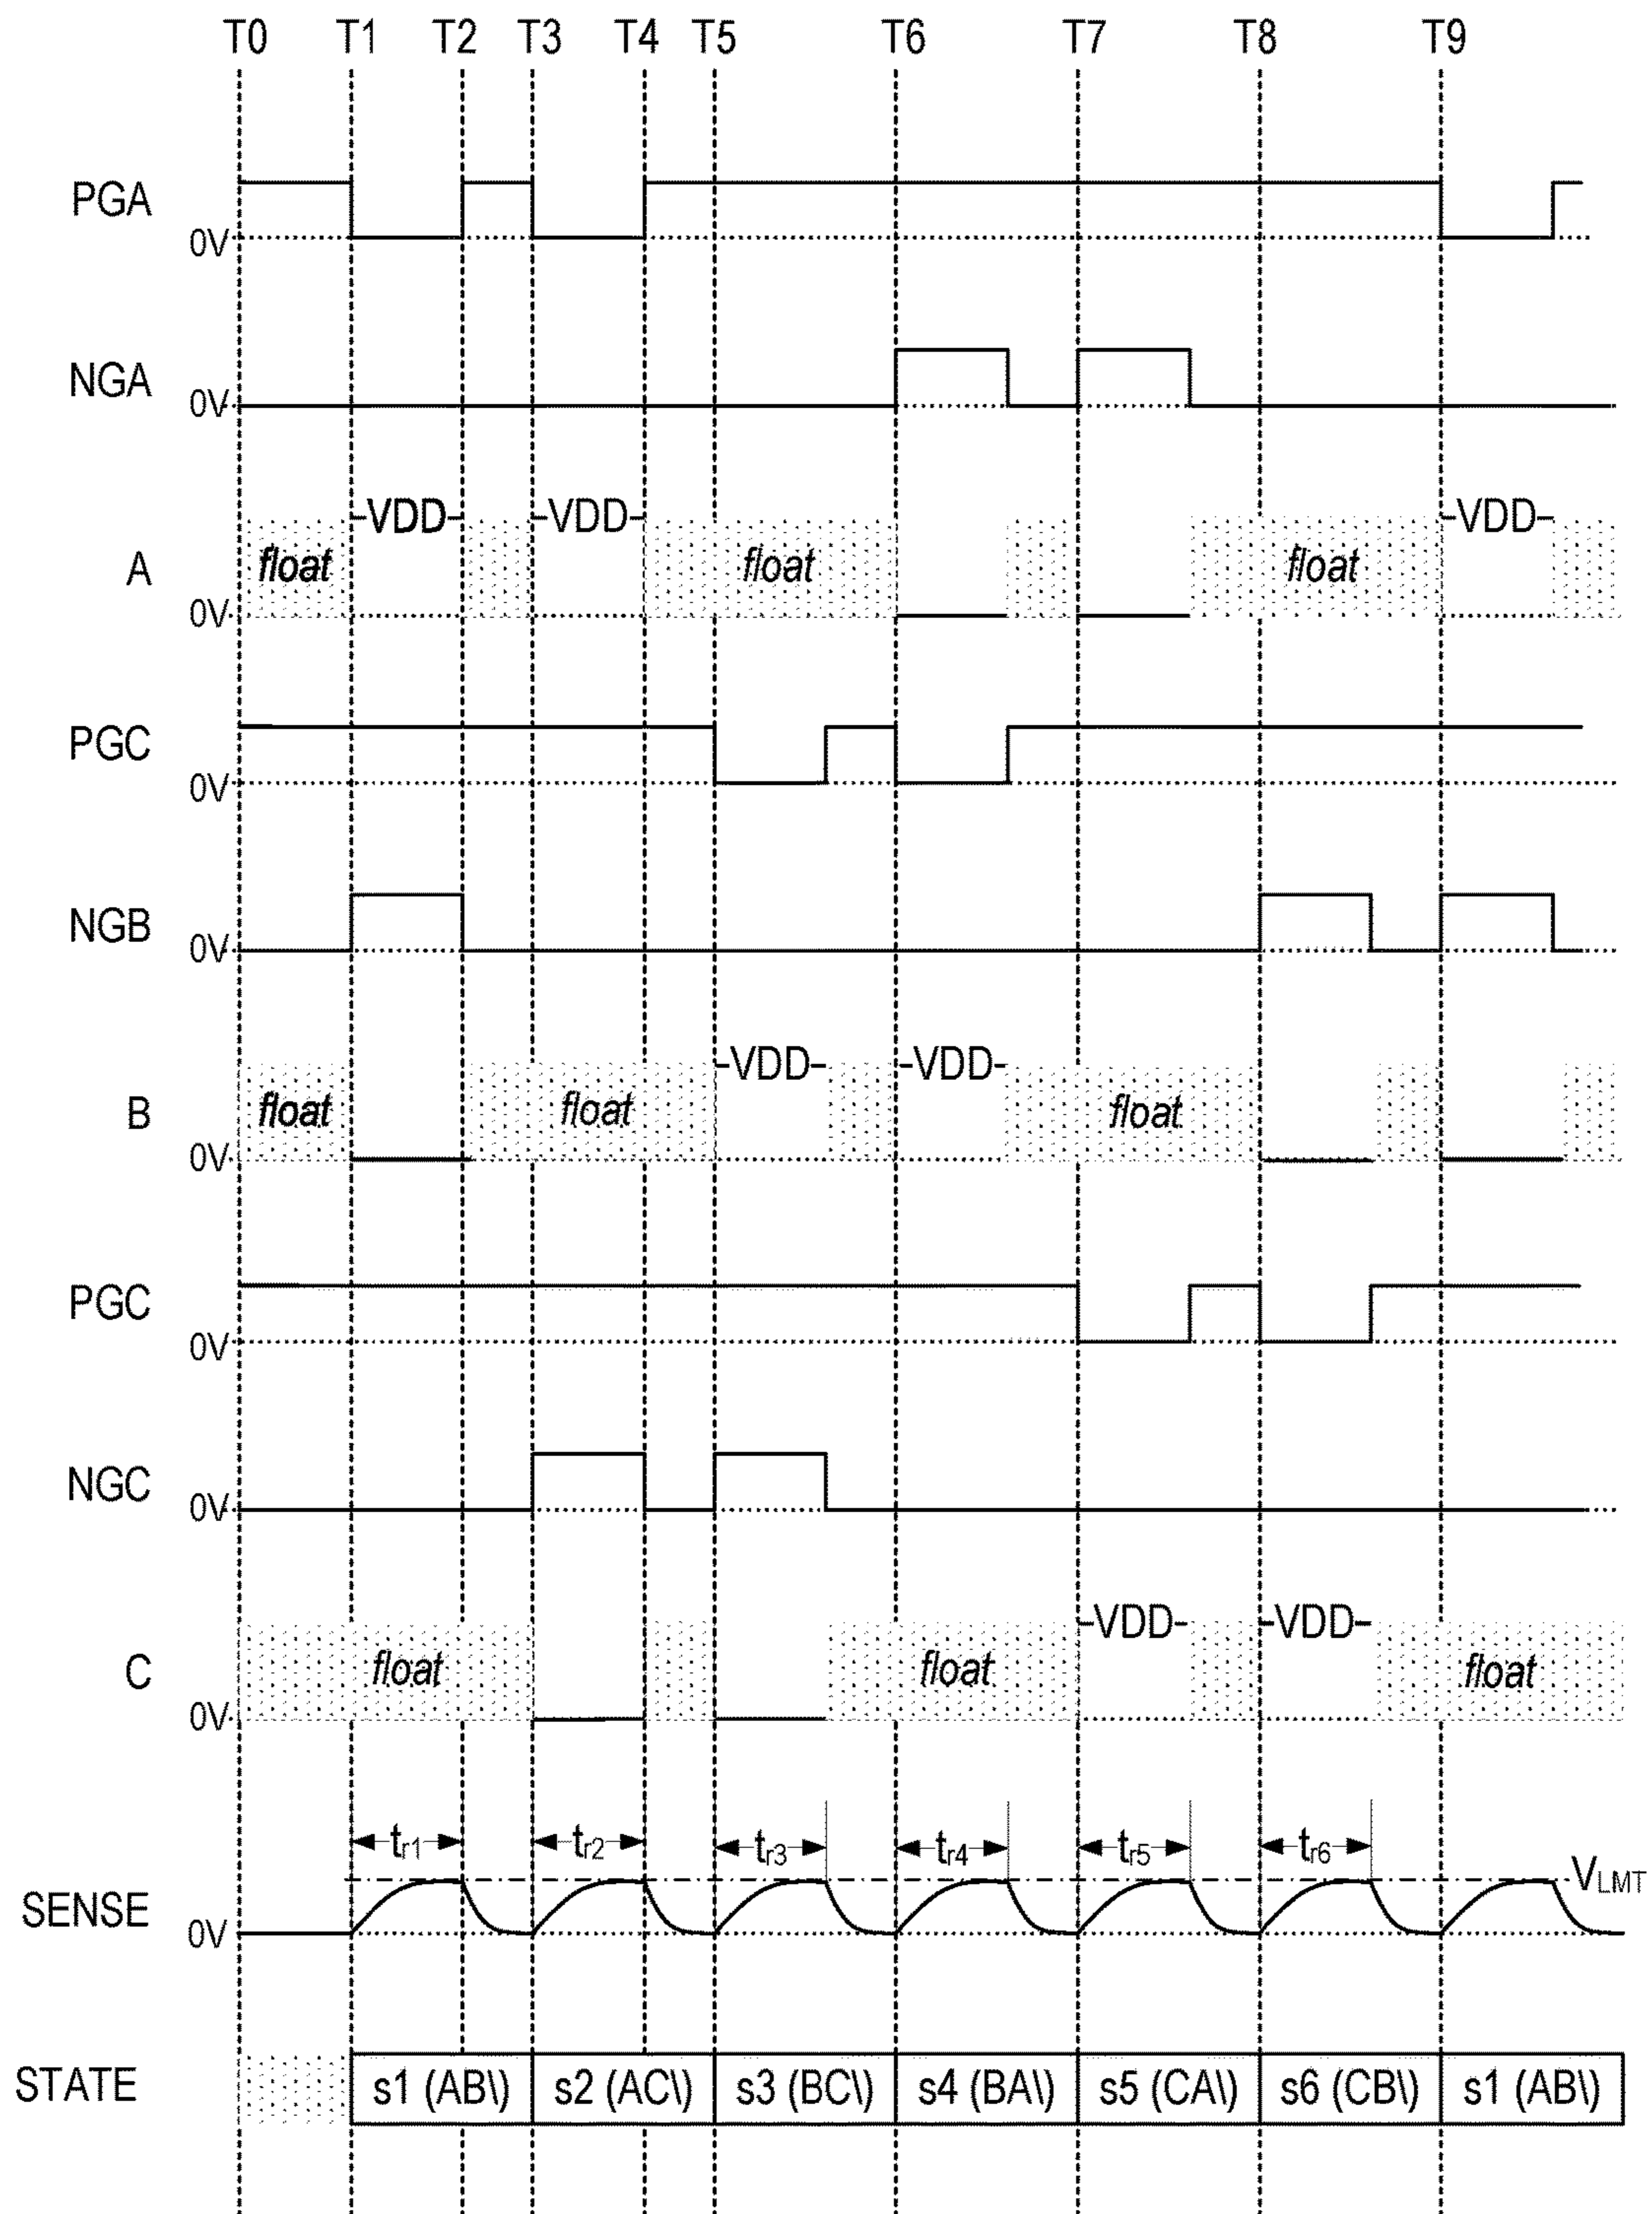 T0 T1 T2 T3 T4 T5 T6 T7 T8 T9
PGA
0V
NGA
0V
VDD VDD VDD
A float float float
0V
PGC
0V
NGB
0V
VDD VDD
B float float float
0V
PGC
0V
NGC
0V
VDD VDD
C float float float
0V
tr1 tr2 tr3 tr4 tr5 tr6
VLMT
SENSE
0V
STATE s1 (AB\) s2 (AC\) s3 (BC\) s4 (BA\) s5 (CA\) s6 (CB\) s1 (AB\)